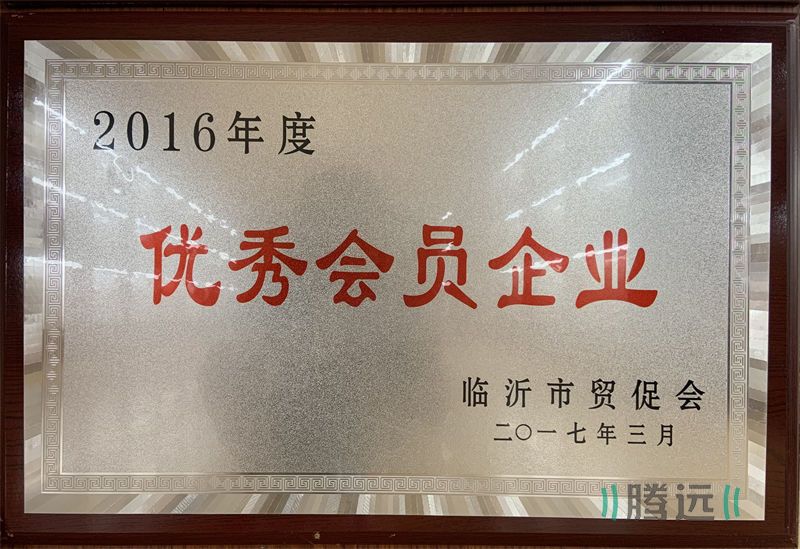 2016年度
优秀会员企业
临沂市贸促会
二〇一七年三月
腾远